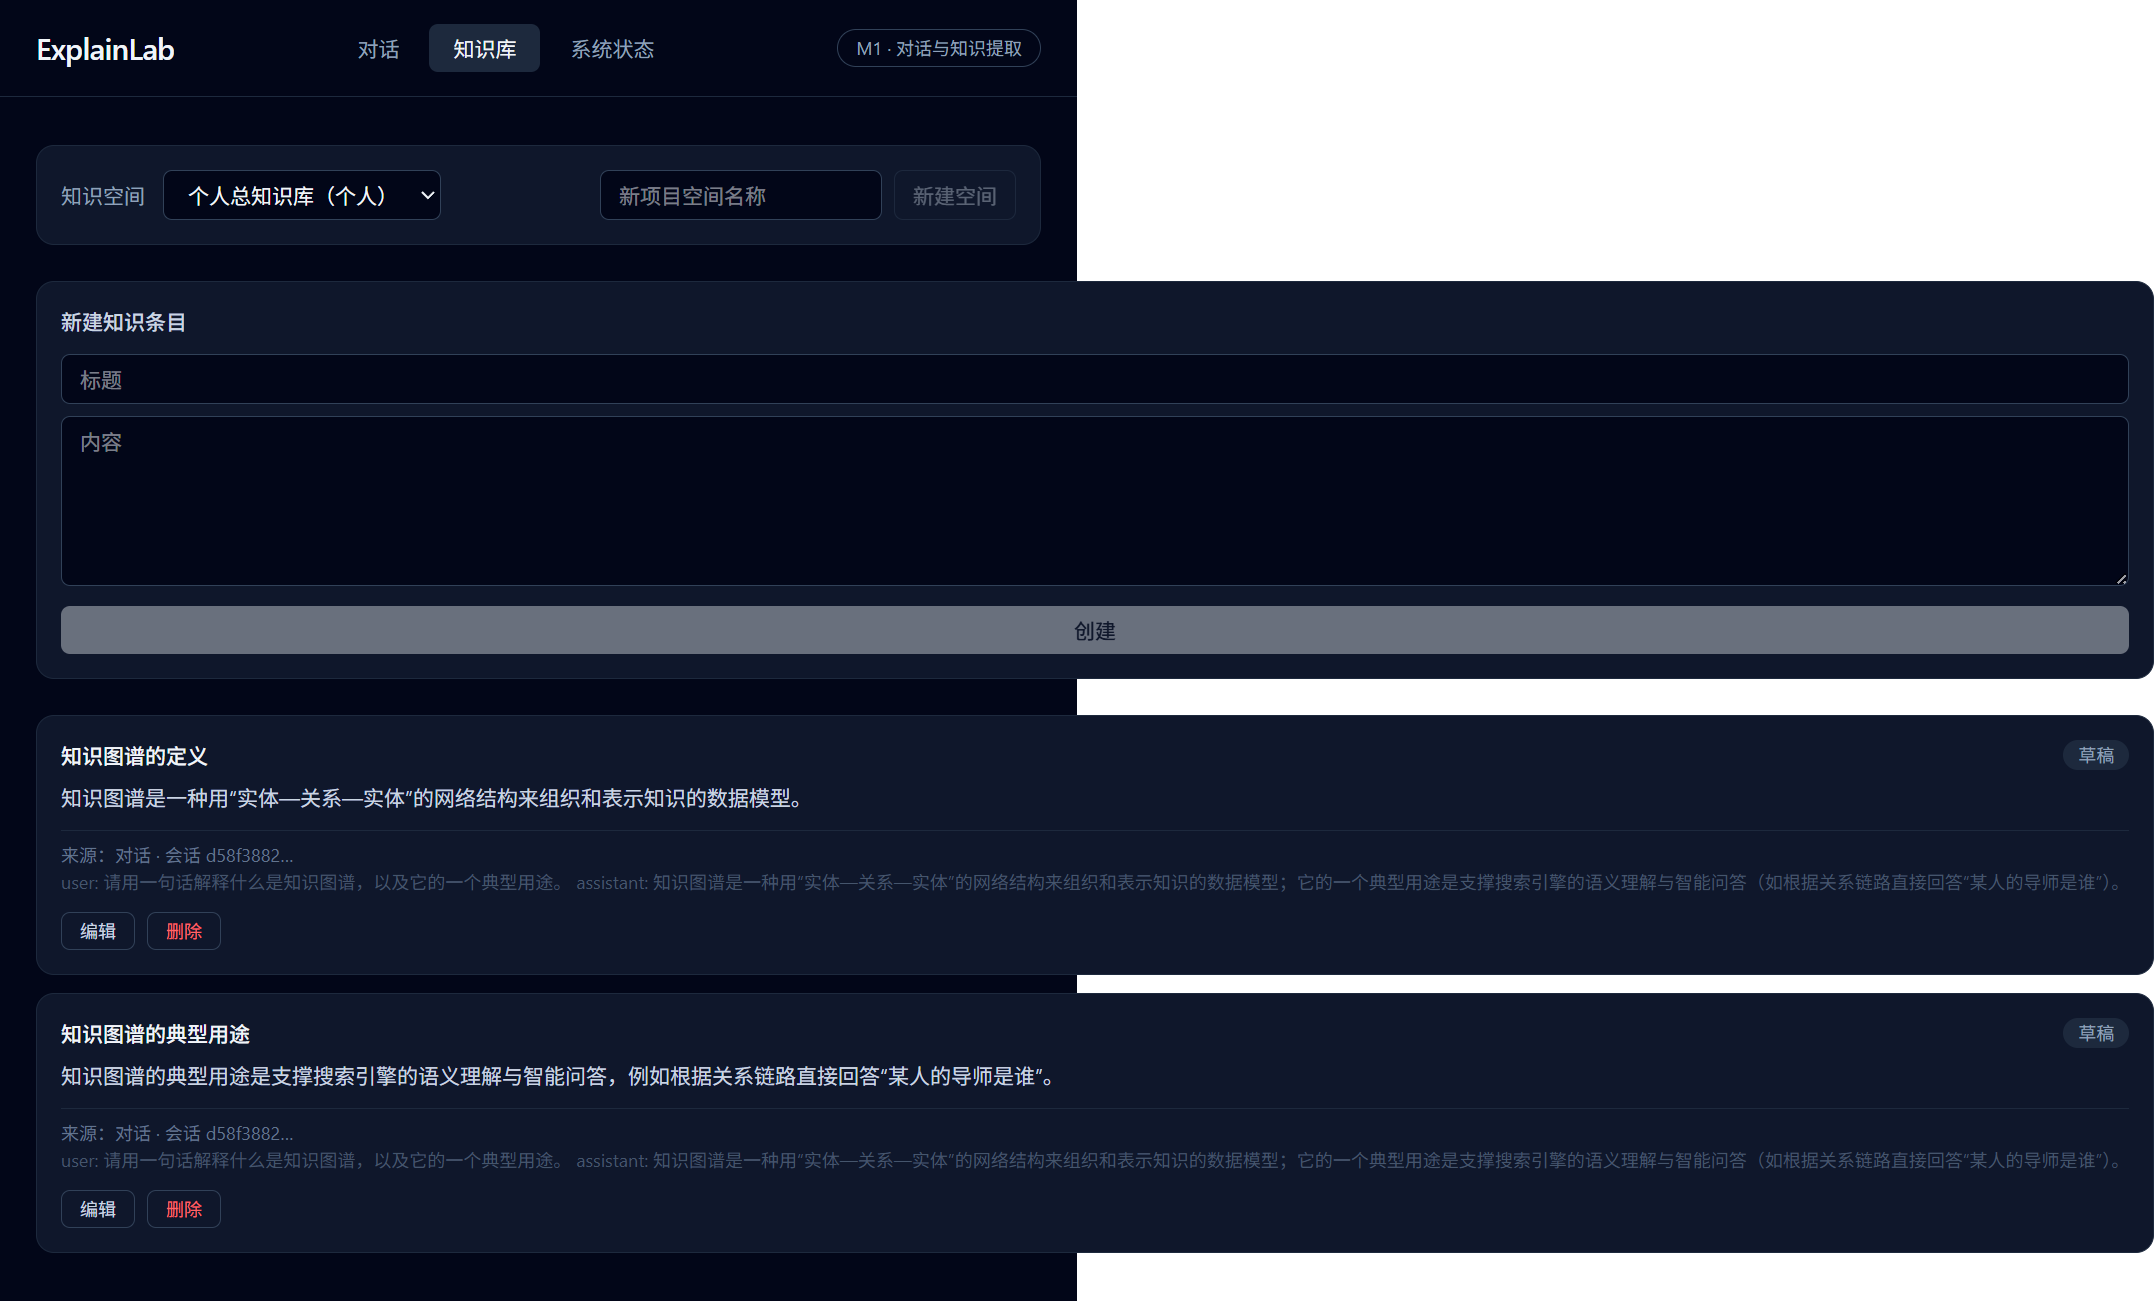 ExplainLab
对话
知识库
系统状态
M1 · 对话与知识提取
知识空间
个人总知识库（个人）
新项目空间名称
新建空间
新建知识条目
标题
内容
创建
知识图谱的定义
草稿
知识图谱是一种用“实体—关系—实体”的网络结构来组织和表示知识的数据模型。
来源：对话 · 会话 d58f3882...
user: 请用一句话解释什么是知识图谱，以及它的一个典型用途。 assistant: 知识图谱是一种用“实体—关系—实体”的网络结构来组织和表示知识的数据模型；它的一个典型用途是支撑搜索引擎的语义理解与智能问答（如根据关系链路直接回答“某人的导师是谁”）。
编辑
删除
知识图谱的典型用途
草稿
知识图谱的典型用途是支撑搜索引擎的语义理解与智能问答，例如根据关系链路直接回答“某人的导师是谁”。
来源：对话 · 会话 d58f3882...
user: 请用一句话解释什么是知识图谱，以及它的一个典型用途。 assistant: 知识图谱是一种用“实体—关系—实体”的网络结构来组织和表示知识的数据模型；它的一个典型用途是支撑搜索引擎的语义理解与智能问答（如根据关系链路直接回答“某人的导师是谁”）。
编辑
删除